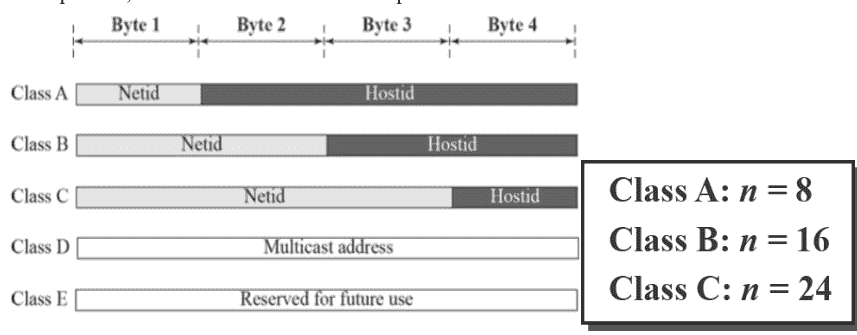 Byte 1 Byte 2 Byte 3 Byte 4
Class A Netid Hostid
Class B Netid Hostid
Class C Netid Hostid
Class D Multicast address
Class E Reserved for future use
Class A: n = 8
Class B: n = 16
Class C: n = 24